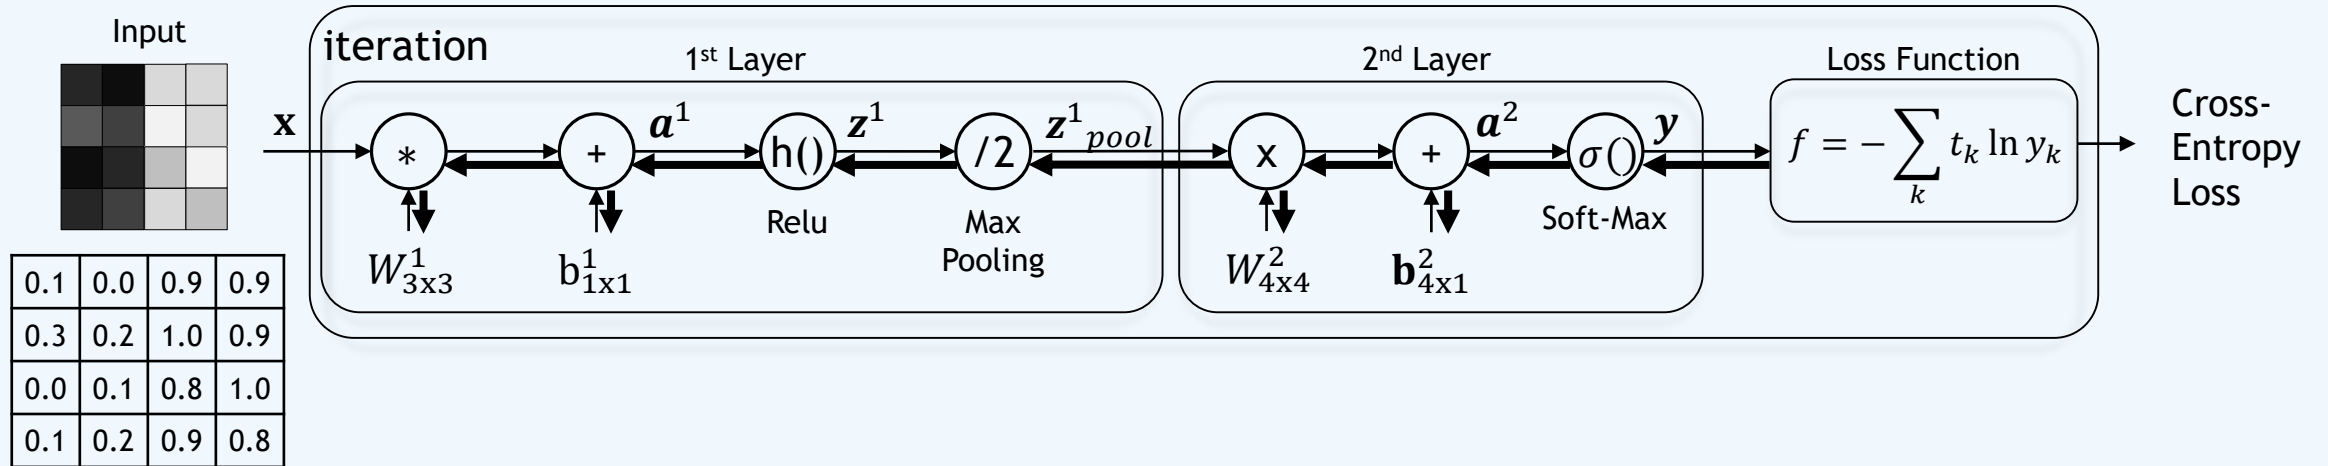 Input
iteration
1st Layer
2nd Layer
Loss Function
x
*
+
a¹
h()
z¹
/2
z¹pool
x
+
a²
σ()
y
f = − ∑k tk ln yk
Cross-
Entropy
Loss
Relu
Max
Pooling
Soft-Max
W¹3x3
b¹1x1
W²4x4
b²4x1
0.1 0.0 0.9 0.9
0.3 0.2 1.0 0.9
0.0 0.1 0.8 1.0
0.1 0.2 0.9 0.8